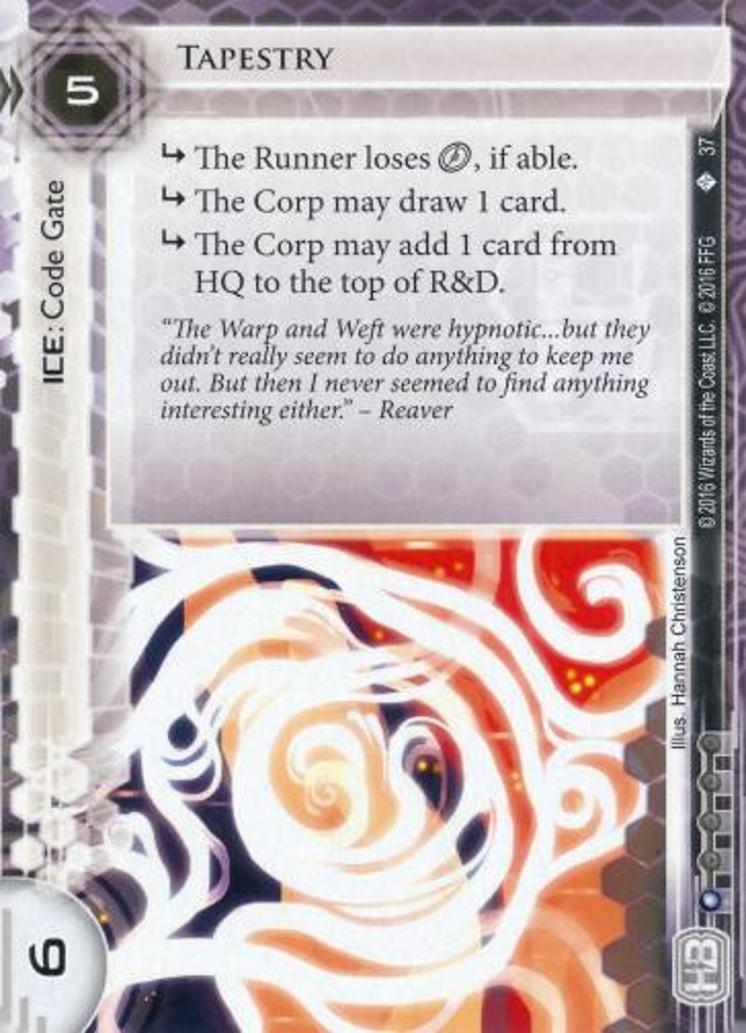 TAPESTRY
5
↳ The Runner loses, if able.
↳ The Corp may draw 1 card.
↳ The Corp may add 1 card from
HQ to the top of R&D.
“The Warp and Weft were hypnotic...but they
didn’t really seem to do anything to keep me
out. But then I never seemed to find anything
interesting either.” – Reaver
ICE: Code Gate
37
© 2016 Wizards of the Coast LLC. © 2016 FFG
Illus. Hannah Christenson
6
HB